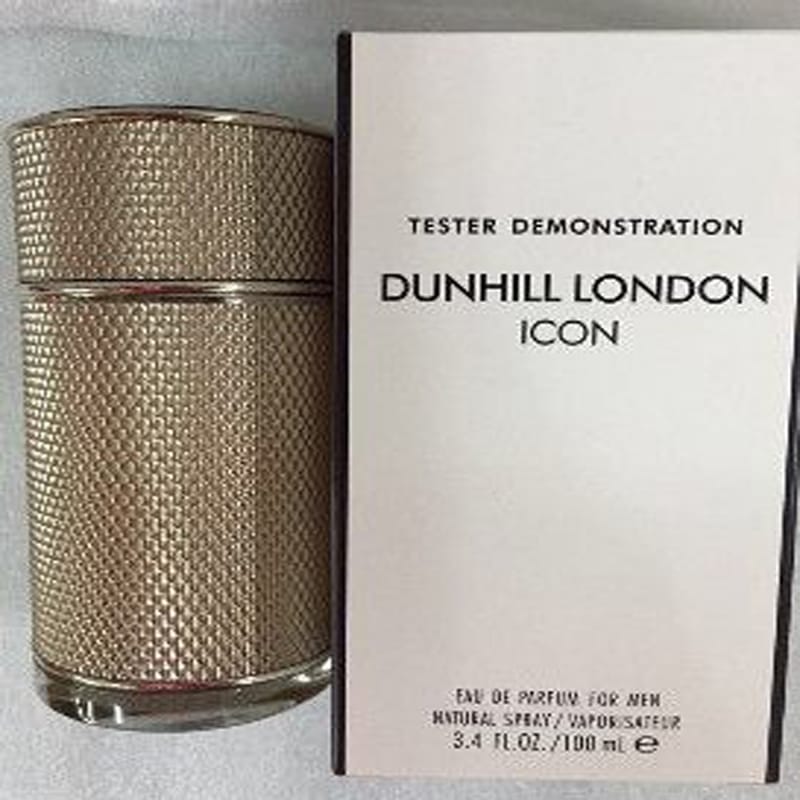 TESTER DEMONSTRATION
DUNHILL LONDON
ICON
EAU DE PARFUM FOR MEN
NATURAL SPRAY / VAPORISATEUR
3.4 FL.OZ./100 mL ℮